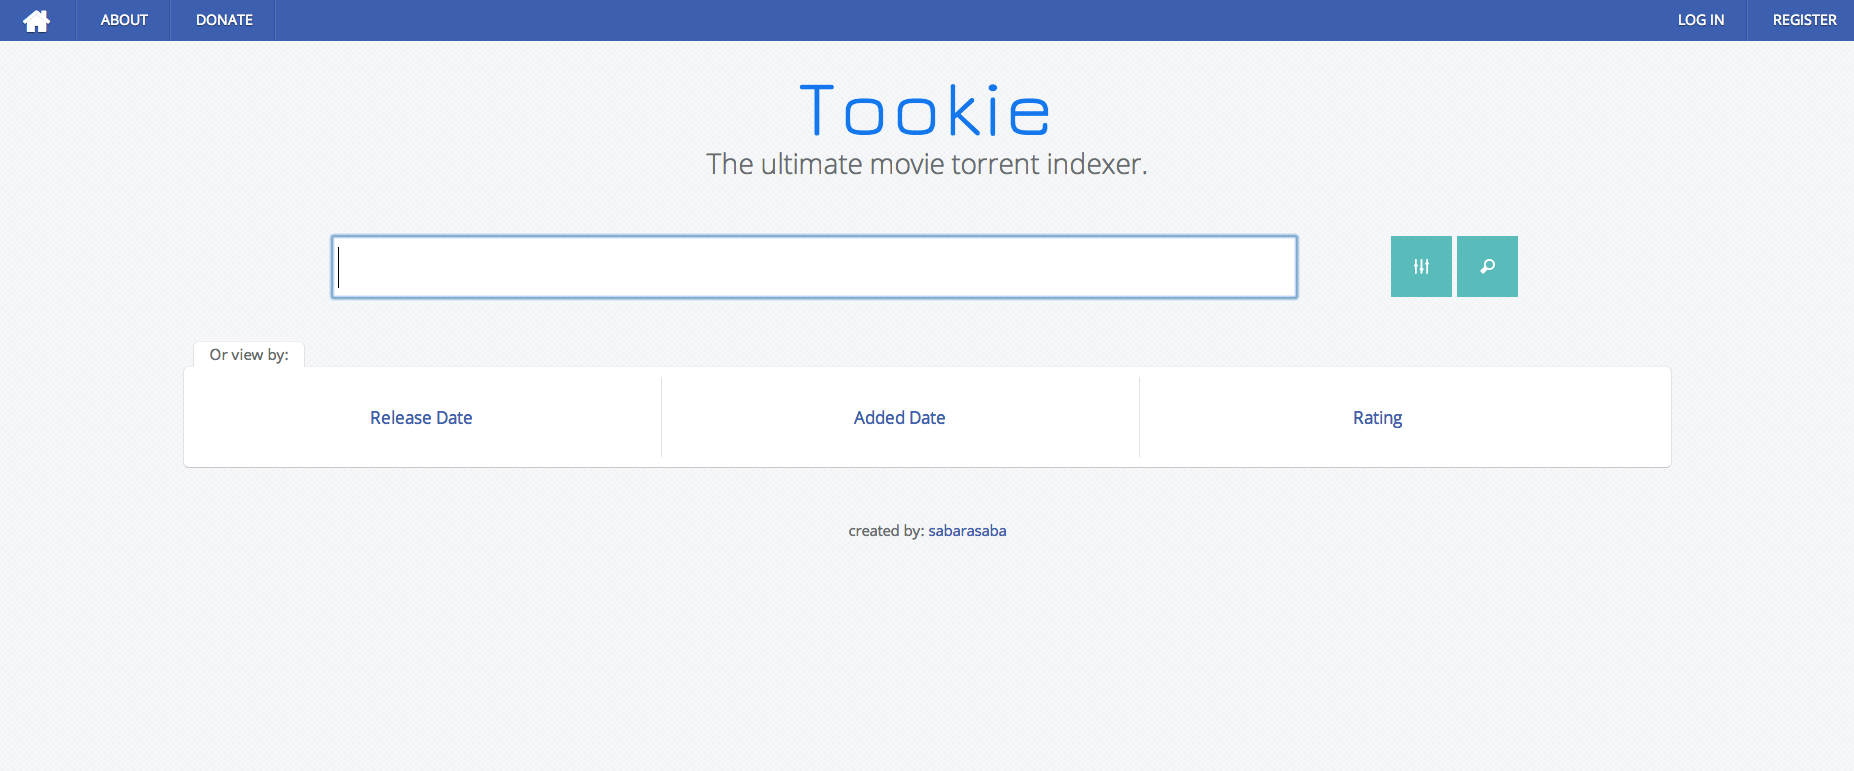 ABOUT DONATE LOG IN REGISTER
Tookie
The ultimate movie torrent indexer.
Or view by:
Release Date Added Date Rating
created by: sabarasaba